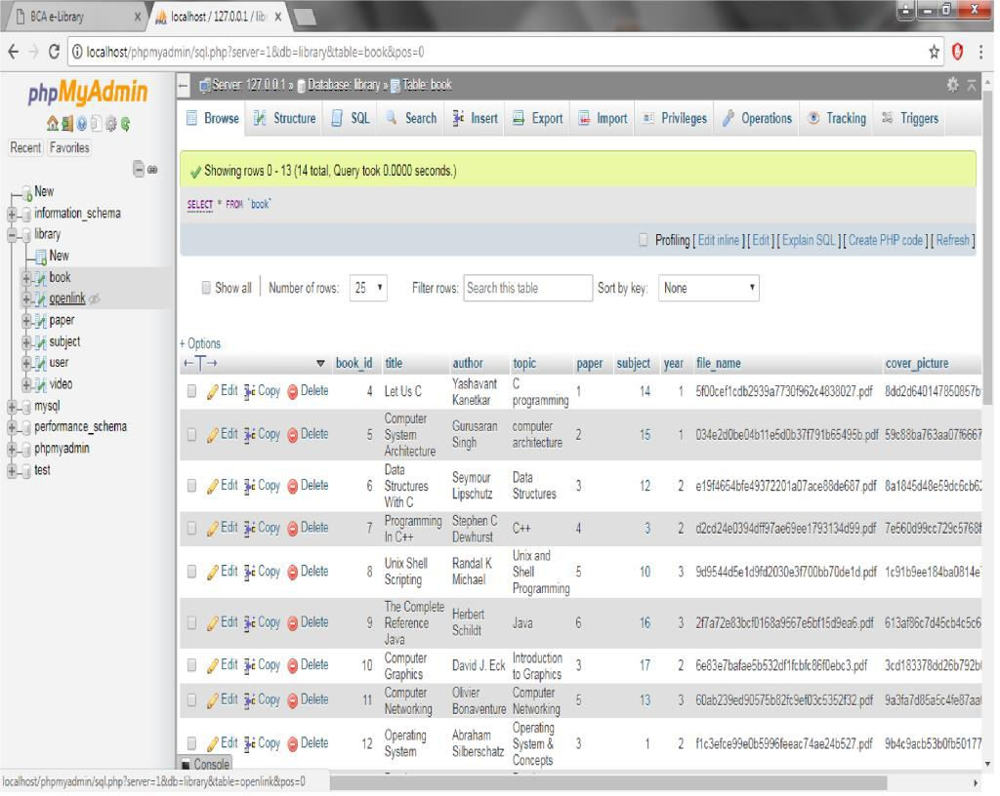 BCA e-Library
localhost / 127.0.0.1 / libr
localhost/phpmyadmin/sql.php?server=1&db=library&table=book&pos=0
phpMyAdmin
Recent Favorites
New
information_schema
library
New
book
openlink
paper
subject
user
video
mysql
performance_schema
phpmyadmin
test
Server: 127.0.0.1 » Database: library » Table: book
Browse Structure SQL Search Insert Export Import Privileges Operations Tracking Triggers
Showing rows 0 - 13 (14 total, Query took 0.0000 seconds.)
SELECT * FROM `book`
Profiling [ Edit inline ] [ Edit ] [ Explain SQL ] [ Create PHP code ] [ Refresh ]
Show all Number of rows: 25 Filter rows: Search this table Sort by key: None
+ Options
←T→ book_id title author topic paper subject year file_name cover_picture
Edit Copy Delete 4 Let Us C Yashavant Kanetkar C programming 1 14 1 5f00cef1cdb2939a7730f962c4838027.pdf 8dd2d640147850857b
Edit Copy Delete 5 Computer System Architecture Gurusaran Singh computer architecture 2 15 1 034e2d0be04b11e5d0b37f791b65495b.pdf 59c88ba763aa07f6667
Edit Copy Delete 6 Data Structures With C Seymour Lipschutz Data Structures 3 12 2 e19f4654bfe49372201a07ace88de687.pdf 8a1845d48e59dc6cb62
Edit Copy Delete 7 Programming In C++ Stephen C Dewhurst C++ 4 3 2 d2cd24e0394dff97ae69ee1793134d99.pdf 7e560d99cc729c5768f
Edit Copy Delete 8 Unix Shell Scripting Randal K Michael Unix and Shell Programming 5 10 3 9d9544d5e1d9fd2030e3f700bb70de1d.pdf 1c91b9ee184ba0814e
Edit Copy Delete 9 The Complete Reference Java Herbert Schildt Java 6 16 3 2f7a72e83bcf0168a9567e5bf15d9ea6.pdf 613af86c7d45cb4c5c6
Edit Copy Delete 10 Computer Graphics David J. Eck Introduction to Graphics 3 17 2 6e83e7bafae5b532df1fcbfc86f0ebc3.pdf 3cd183378dd26b792b
Edit Copy Delete 11 Computer Networking Olivier Bonaventure Computer Networking 5 13 3 60ab239ed90575b82fc9ef03c5352f32.pdf 9a3fa7d85a5c4fe87aa
Edit Copy Delete 12 Operating System Abraham Silberschatz Operating System & Concepts 3 1 2 f1c3efce99e0b5996feeac74ae24b527.pdf 9b4c9acb53b0fb50177
Console
localhost/phpmyadmin/sql.php?server=1&db=library&table=openlink&pos=0